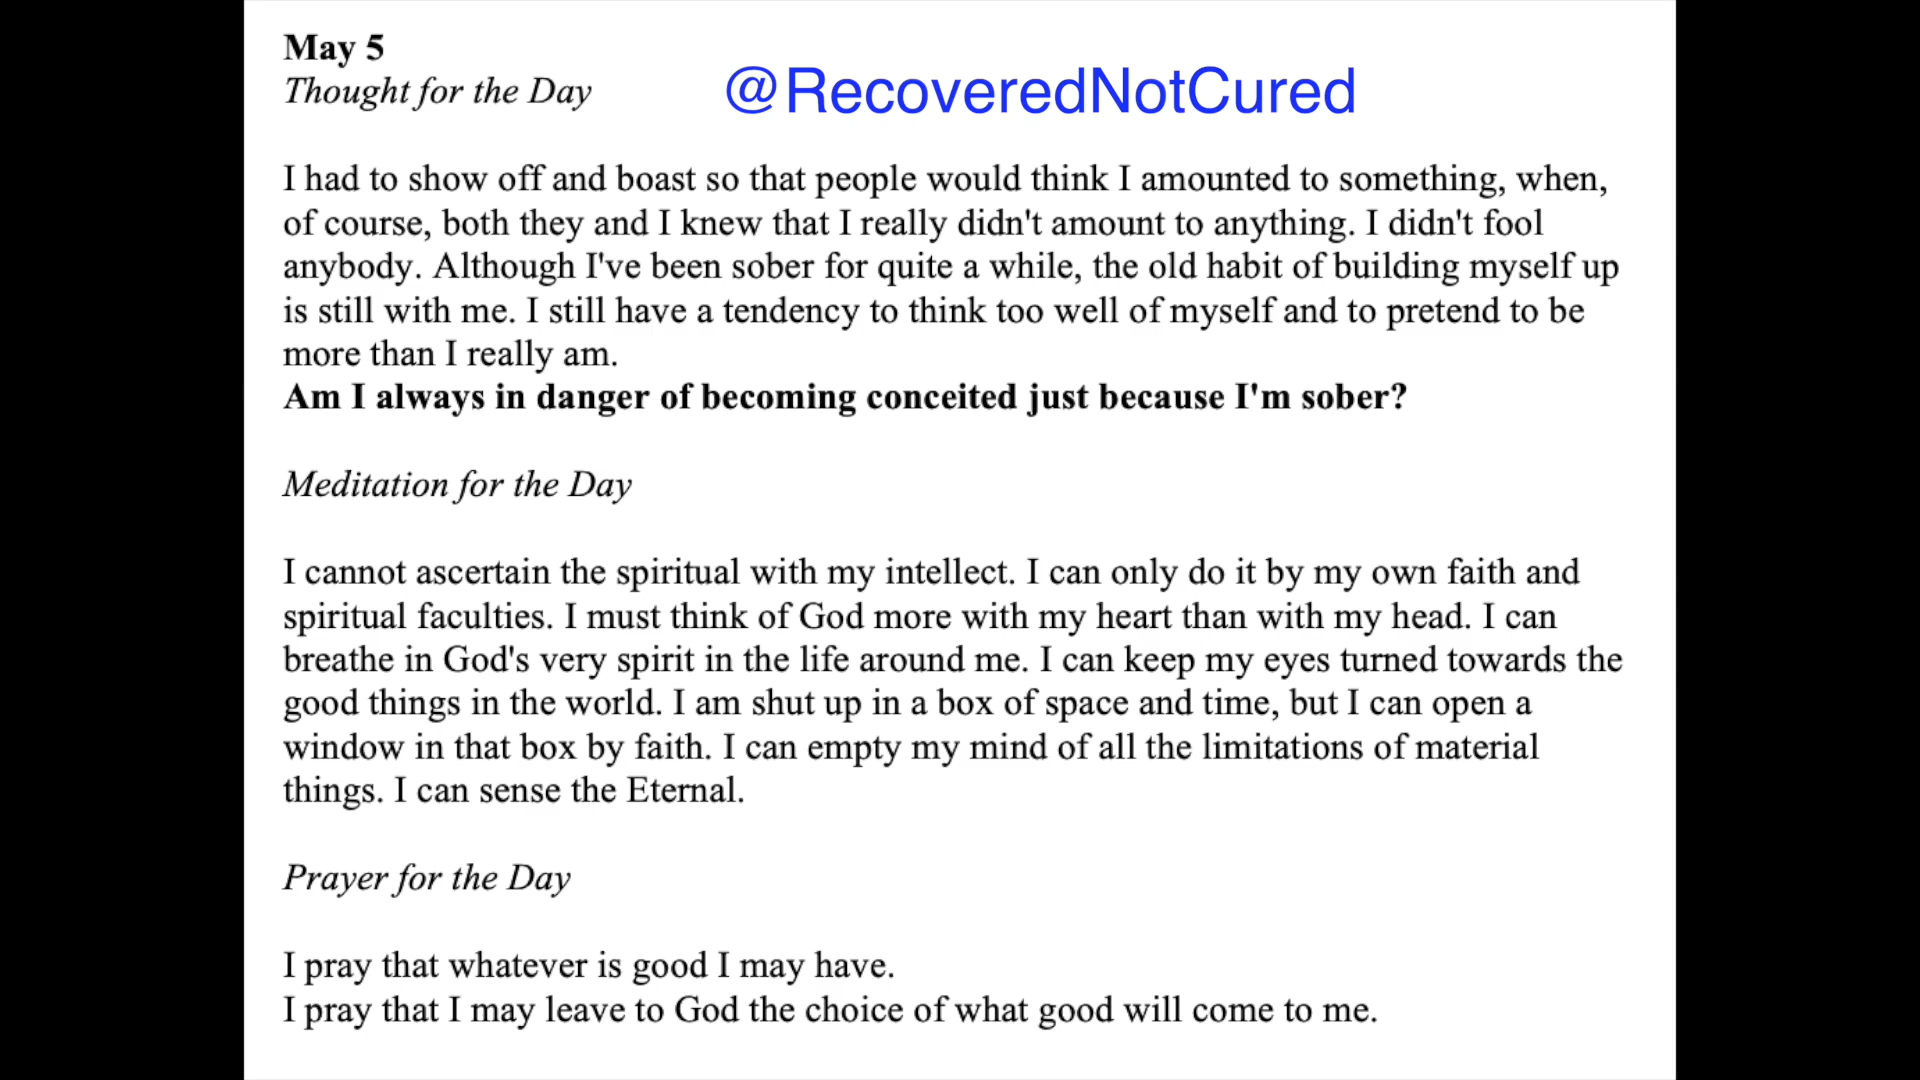 May 5
Thought for the Day
@RecoveredNotCured
I had to show off and boast so that people would think I amounted to something, when,
of course, both they and I knew that I really didn't amount to anything. I didn't fool
anybody. Although I've been sober for quite a while, the old habit of building myself up
is still with me. I still have a tendency to think too well of myself and to pretend to be
more than I really am.
Am I always in danger of becoming conceited just because I'm sober?
Meditation for the Day
I cannot ascertain the spiritual with my intellect. I can only do it by my own faith and
spiritual faculties. I must think of God more with my heart than with my head. I can
breathe in God's very spirit in the life around me. I can keep my eyes turned towards the
good things in the world. I am shut up in a box of space and time, but I can open a
window in that box by faith. I can empty my mind of all the limitations of material
things. I can sense the Eternal.
Prayer for the Day
I pray that whatever is good I may have.
I pray that I may leave to God the choice of what good will come to me.